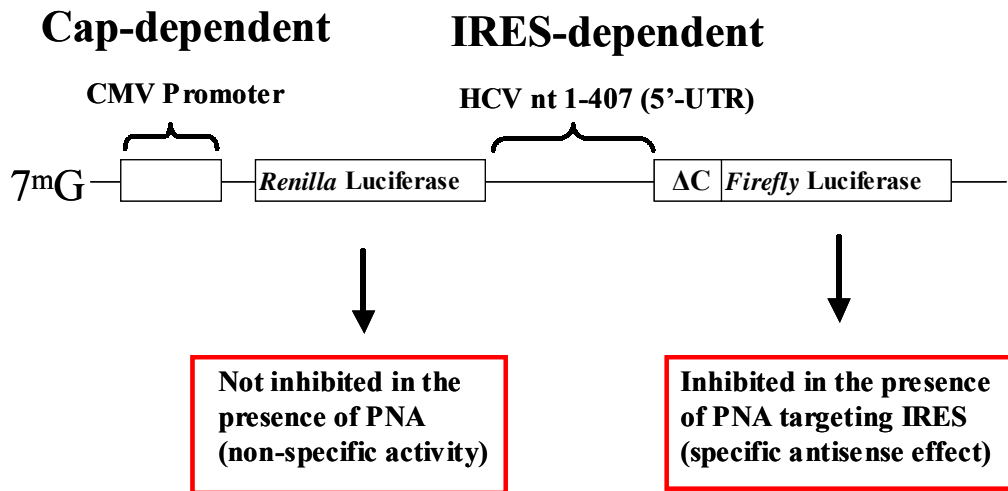 Cap-dependent
IRES-dependent
CMV Promoter
HCV nt 1-407 (5’-UTR)
7ᵐG
Renilla Luciferase
ΔC
Firefly Luciferase
Not inhibited in the
presence of PNA
(non-specific activity)
Inhibited in the presence
of PNA targeting IRES
(specific antisense effect)